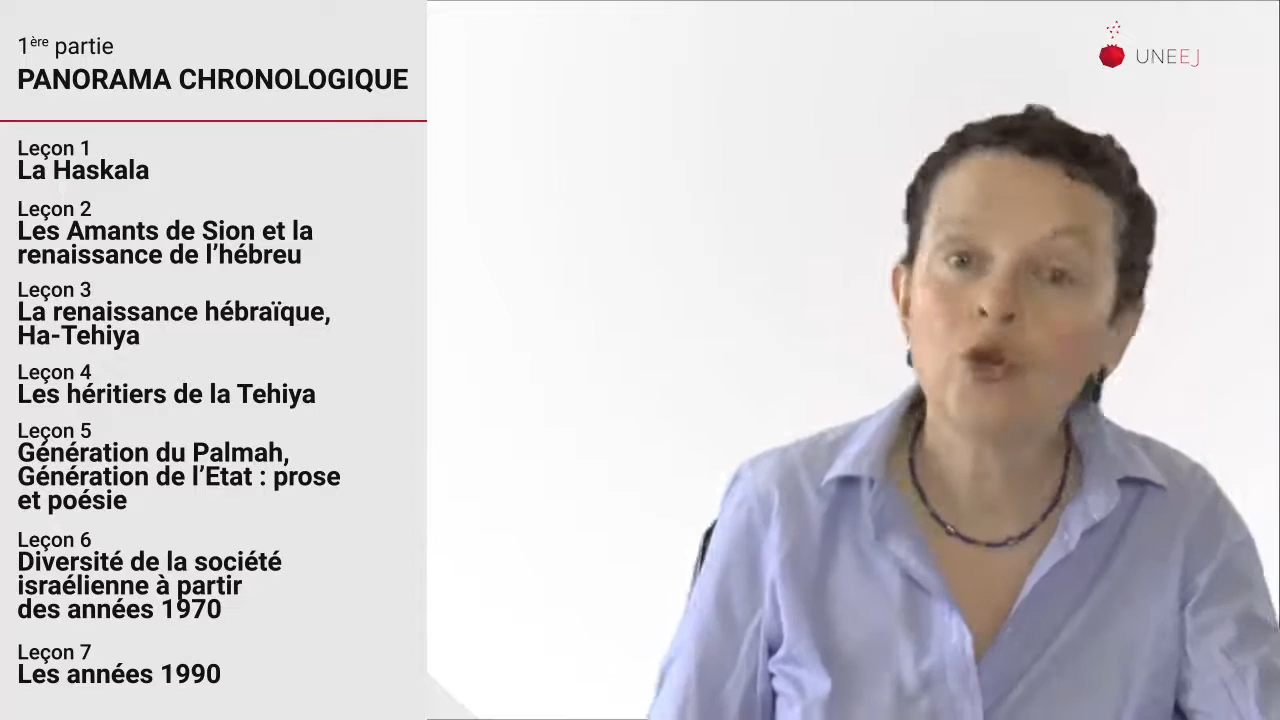 1ère partie
PANORAMA CHRONOLOGIQUE
Leçon 1
La Haskala
Leçon 2
Les Amants de Sion et la
renaissance de l’hébreu
Leçon 3
La renaissance hébraïque,
Ha-Tehiya
Leçon 4
Les héritiers de la Tehiya
Leçon 5
Génération du Palmah,
Génération de l’Etat : prose
et poésie
Leçon 6
Diversité de la société
israélienne à partir
des années 1970
Leçon 7
Les années 1990
UNEEJ